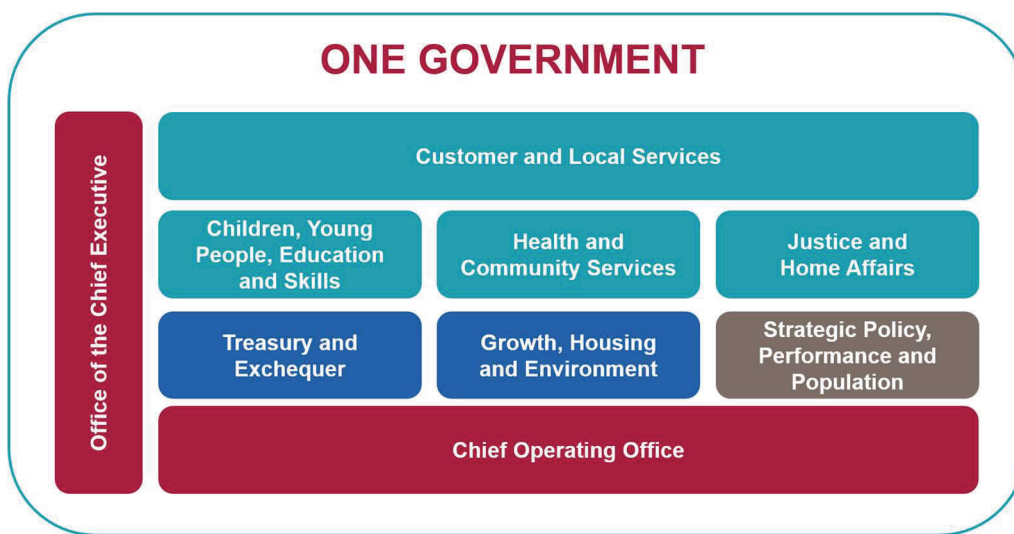 ONE GOVERNMENT
Office of the Chief Executive
Customer and Local Services
Children, Young
People, Education
and Skills
Health and
Community Services
Justice and
Home Affairs
Treasury and
Exchequer
Growth, Housing
and Environment
Strategic Policy,
Performance and
Population
Chief Operating Office